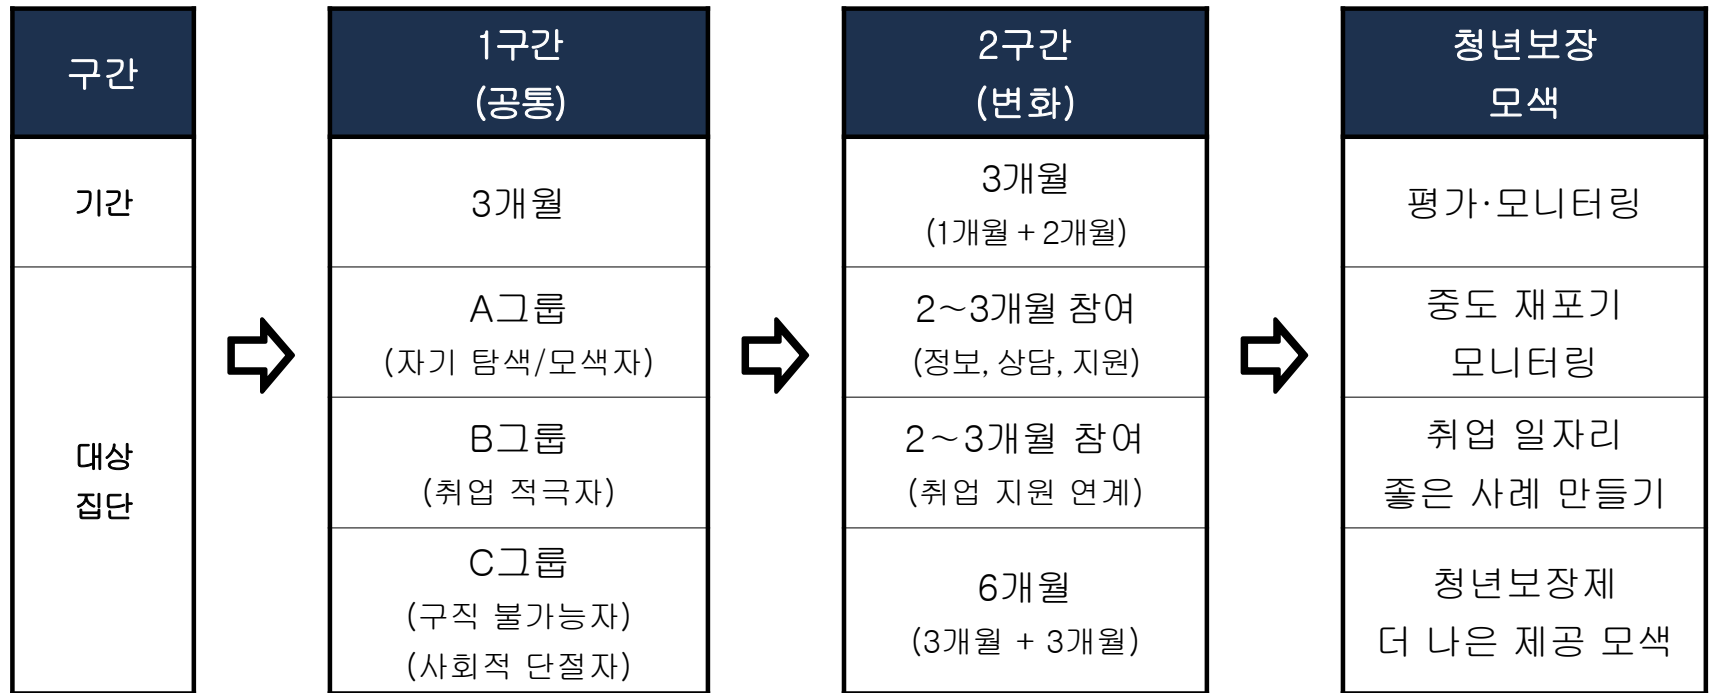 구간
기간
대상
집단
1구간
(공통)
3개월
A그룹
(자기 탐색/모색자)
B그룹
(취업 적극자)
C그룹
(구직 불가능자)
(사회적 단절자)
2구간
(변화)
3개월
(1개월 + 2개월)
2~3개월 참여
(정보, 상담, 지원)
2~3개월 참여
(취업 지원 연계)
6개월
(3개월 + 3개월)
청년보장
모색
평가·모니터링
중도 재포기
모니터링
취업 일자리
좋은 사례 만들기
청년보장제
더 나은 제공 모색